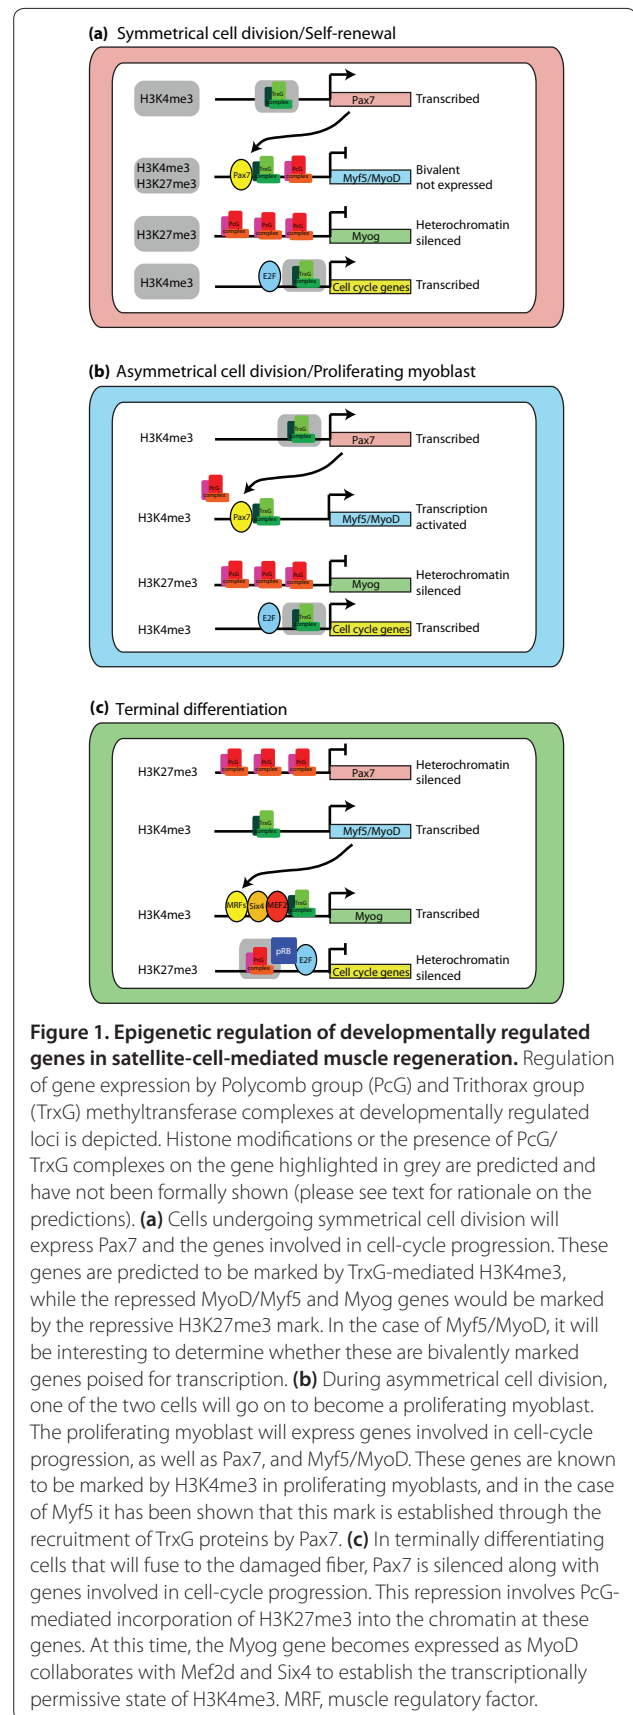 (a) Symmetrical cell division/Self-renewal
H3K4me3
TrxG
complex
Pax7
Transcribed
H3K4me3
H3K27me3
Pax7
TrxG
complex
PcG
complex
Myf5/MyoD
Bivalent
not expressed
H3K27me3
PcG
complex
PcG
complex
PcG
complex
Myog
Heterochromatin
silenced
H3K4me3
E2F
TrxG
complex
Cell cycle genes
Transcribed
(b) Asymmetrical cell division/Proliferating myoblast
H3K4me3
TrxG
complex
Pax7
Transcribed
PcG
complex
H3K4me3
Pax7
TrxG
complex
Myf5/MyoD
Transcription
activated
H3K27me3
PcG
complex
PcG
complex
PcG
complex
Myog
Heterochromatin
silenced
H3K4me3
E2F
TrxG
complex
Cell cycle genes
Transcribed
(c) Terminal differentiation
H3K27me3
PcG
complex
PcG
complex
PcG
complex
Pax7
Heterochromatin
silenced
H3K4me3
TrxG
complex
Myf5/MyoD
Transcribed
H3K4me3
MRFs
Six4
MEF2
TrxG
complex
Myog
Transcribed
H3K27me3
PcG
complex
pRB
E2F
Cell cycle genes
Heterochromatin
silenced
Figure 1. Epigenetic regulation of developmentally regulated
genes in satellite-cell-mediated muscle regeneration. Regulation
of gene expression by Polycomb group (PcG) and Trithorax group
(TrxG) methyltransferase complexes at developmentally regulated
loci is depicted. Histone modifications or the presence of PcG/
TrxG complexes on the gene highlighted in grey are predicted and
have not been formally shown (please see text for rationale on the
predictions). (a) Cells undergoing symmetrical cell division will
express Pax7 and the genes involved in cell-cycle progression. These
genes are predicted to be marked by TrxG-mediated H3K4me3,
while the repressed MyoD/Myf5 and Myog genes would be marked
by the repressive H3K27me3 mark. In the case of Myf5/MyoD, it will
be interesting to determine whether these are bivalently marked
genes poised for transcription. (b) During asymmetrical cell division,
one of the two cells will go on to become a proliferating myoblast.
The proliferating myoblast will express genes involved in cell-cycle
progression, as well as Pax7, and Myf5/MyoD. These genes are known
to be marked by H3K4me3 in proliferating myoblasts, and in the case
of Myf5 it has been shown that this mark is established through the
recruitment of TrxG proteins by Pax7. (c) In terminally differentiating
cells that will fuse to the damaged fiber, Pax7 is silenced along with
genes involved in cell-cycle progression. This repression involves PcG-
mediated incorporation of H3K27me3 into the chromatin at these
genes. At this time, the Myog gene becomes expressed as MyoD
collaborates with Mef2d and Six4 to establish the transcriptionally
permissive state of H3K4me3. MRF, muscle regulatory factor.